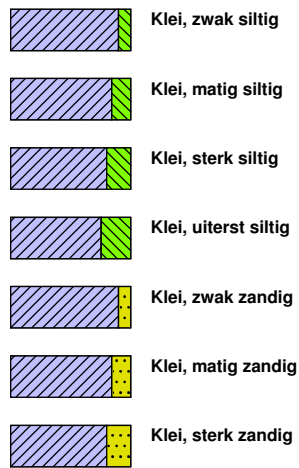 Klei, zwak siltig
Klei, matig siltig
Klei, sterk siltig
Klei, uiterst siltig
Klei, zwak zandig
Klei, matig zandig
Klei, sterk zandig